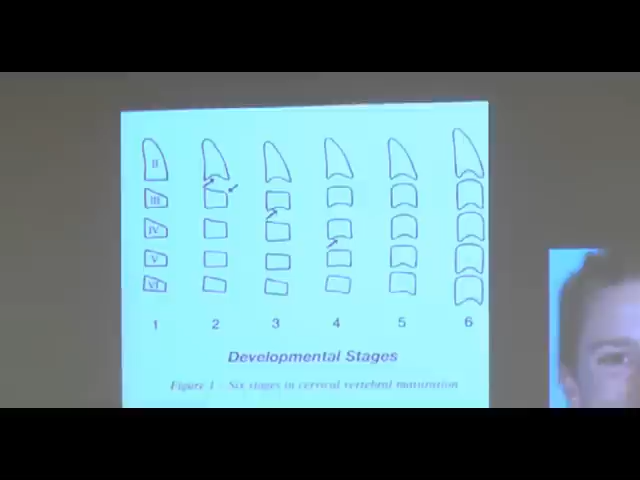 II
III
IV
V
VI
1 2 3 4 5 6
Developmental Stages
Figure 1 Six stages in cervical vertebral maturation